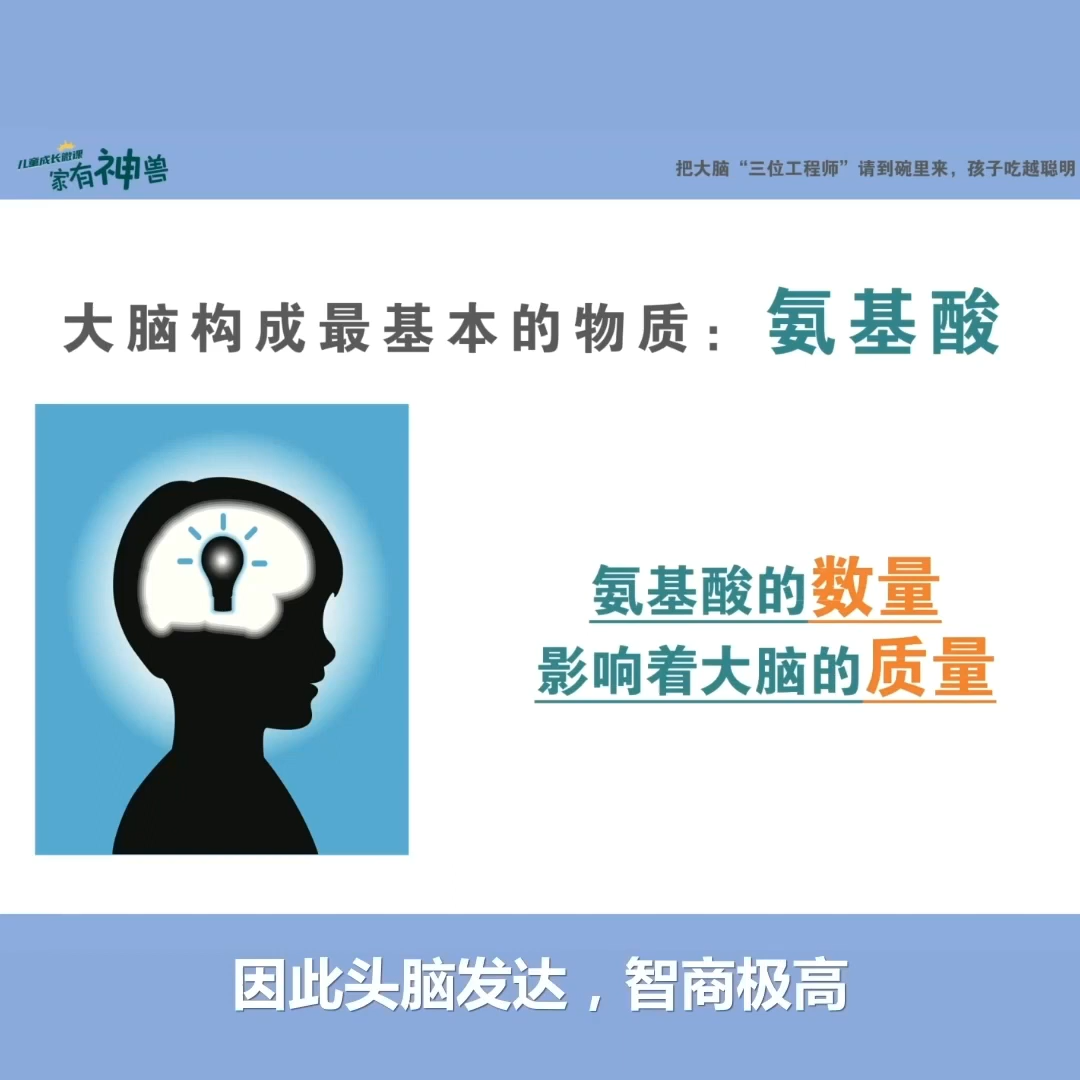 儿童成长微课
家有神兽
把大脑“三位工程师”请到碗里来，孩子吃越聪明
大脑构成最基本的物质：氨基酸
氨基酸的数量
影响着大脑的质量
因此头脑发达，智商极高